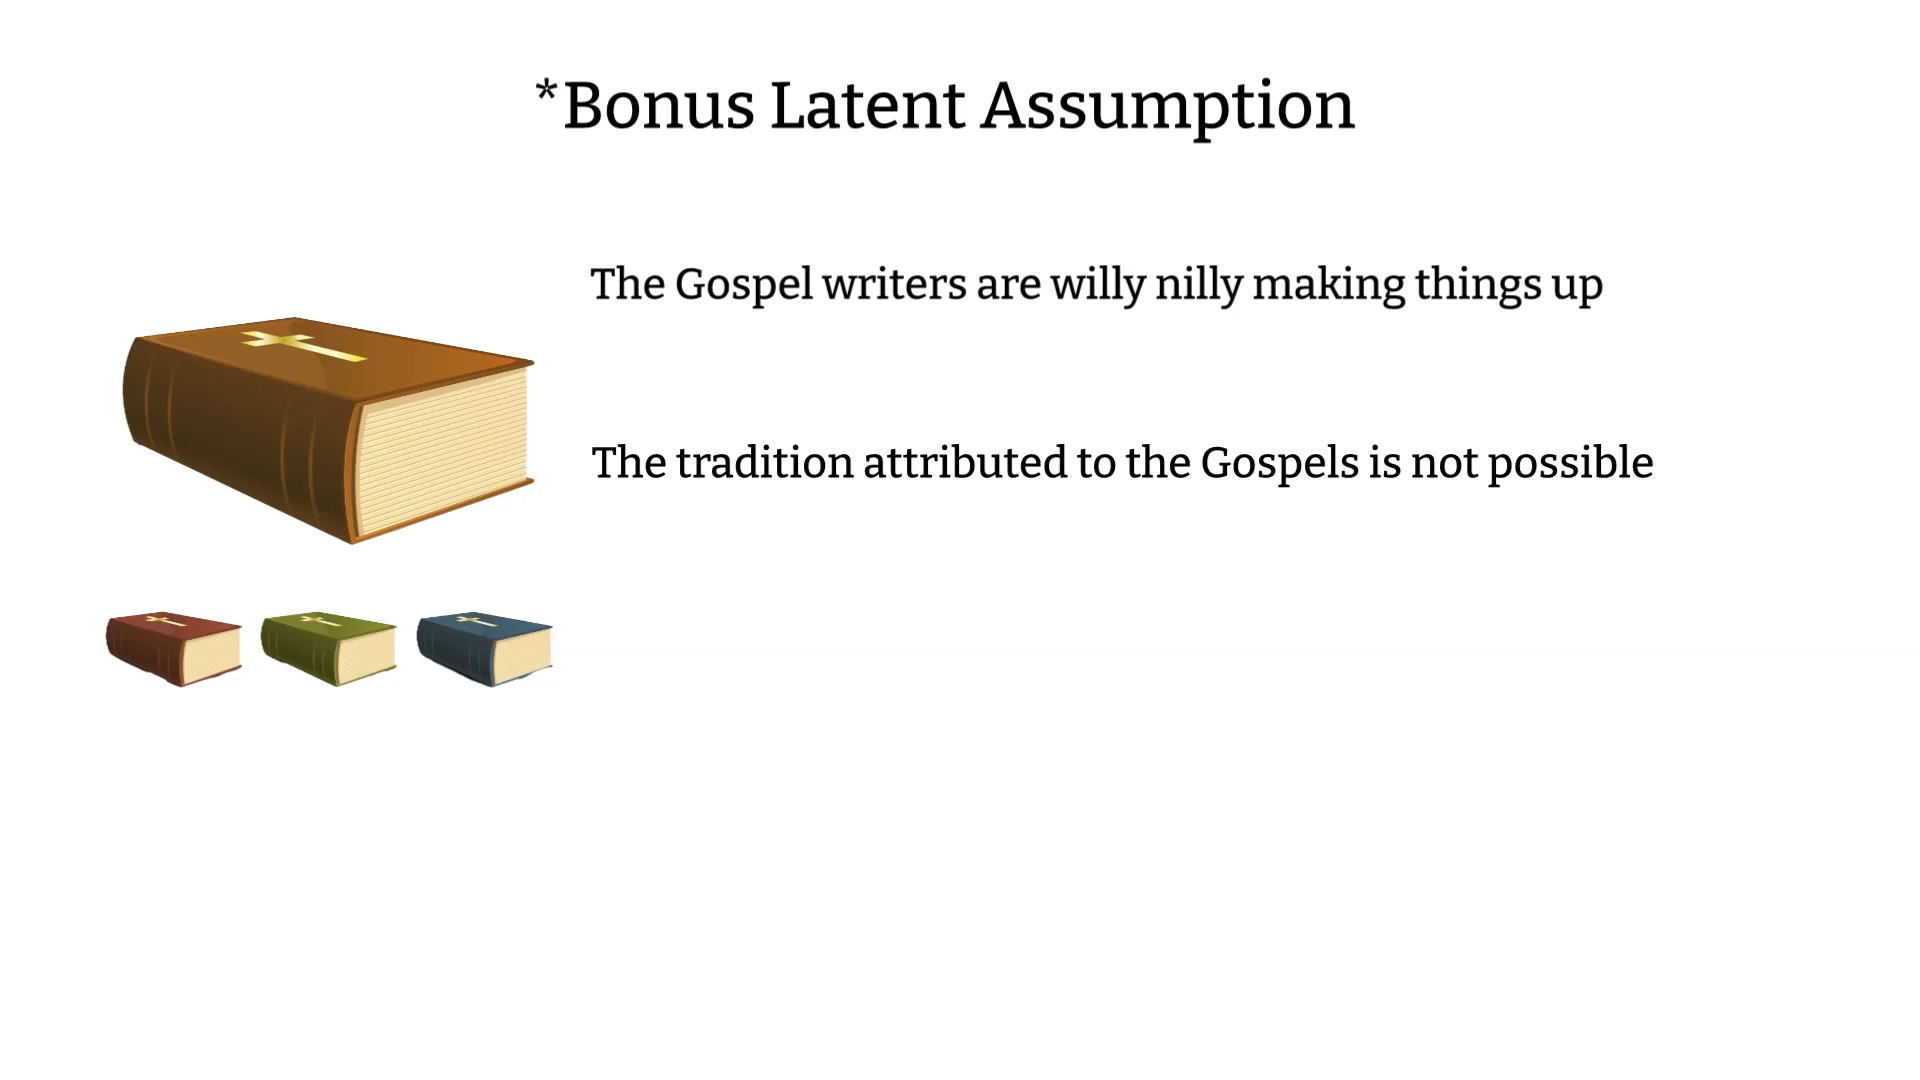 *Bonus Latent Assumption
The Gospel writers are willy nilly making things up
The tradition attributed to the Gospels is not possible